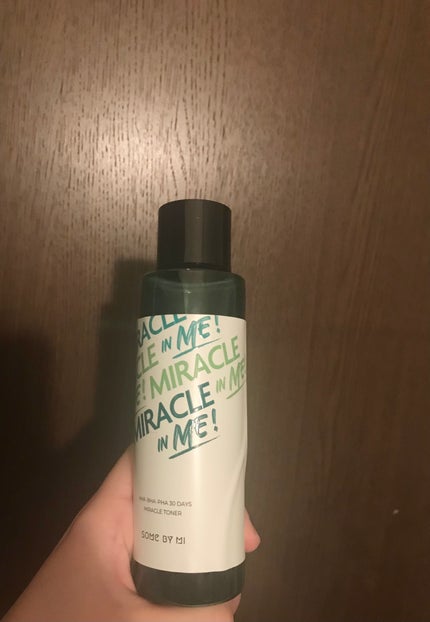 RACLE
IN ME!
CLE
E! MIRACLE
IN ME
MIRACLE
IN ME!
AHA·BHA·PHA 30 DAYS
MIRACLE TONER
SOME BY MI